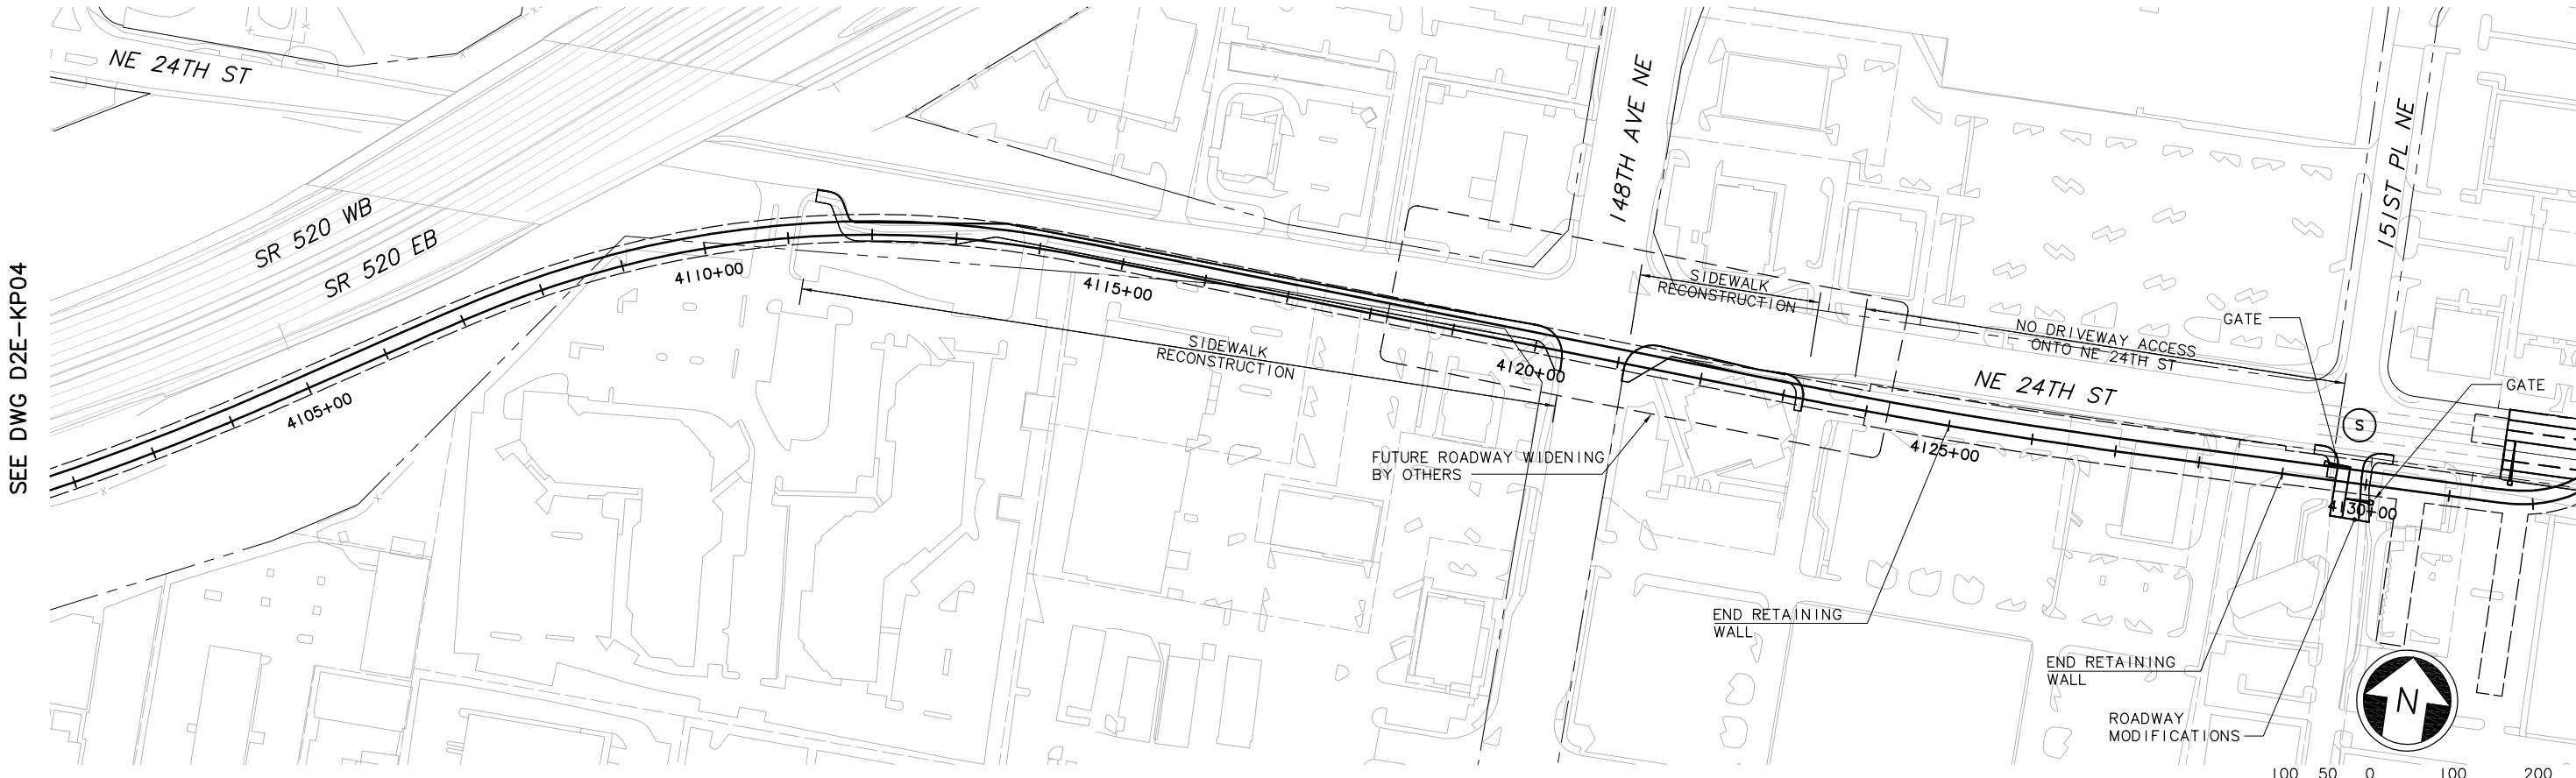 NE 24TH ST
SR 520 WB
SR 520 EB
SEE DWG D2E-KP04
4105+00
4110+00
4115+00
SIDEWALK
RECONSTRUCTION
4120+00
148TH AVE NE
SIDEWALK
RECONSTRUCTION
FUTURE ROADWAY WIDENING
BY OTHERS
NO DRIVEWAY ACCESS
ONTO NE 24TH ST
NE 24TH ST
4125+00
151ST PL NE
GATE
GATE
S
4130+00
END RETAINING
WALL
END RETAINING
WALL
ROADWAY
MODIFICATIONS
N
100 50 0 100 200